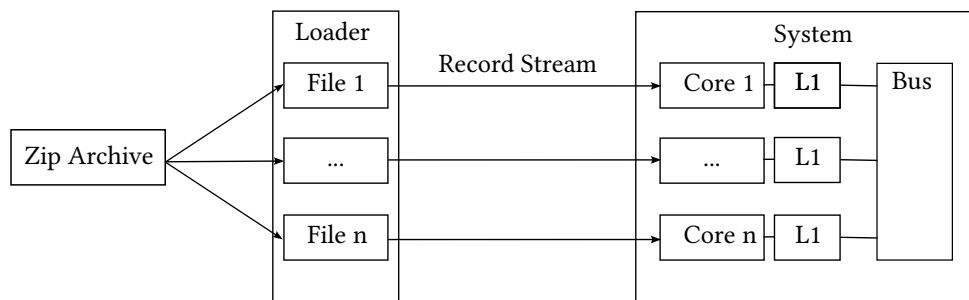 Loader
System
Record Stream
File 1
Core 1
L1
Bus
Zip Archive
...
...
L1
File n
Core n
L1